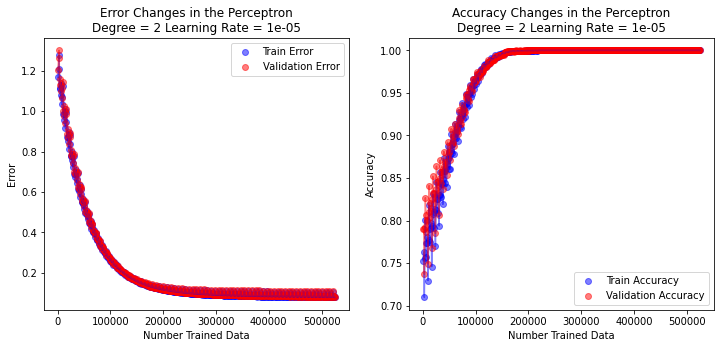 Error Changes in the Perceptron
Degree = 2 Learning Rate = 1e-05
Train Error
Validation Error
1.2
1.0
0.8
0.6
0.4
0.2
Error
0
100000
200000
300000
400000
500000
Number Trained Data
Accuracy Changes in the Perceptron
Degree = 2 Learning Rate = 1e-05
1.00
0.95
0.90
0.85
0.80
0.75
0.70
Accuracy
Train Accuracy
Validation Accuracy
0
100000
200000
300000
400000
500000
Number Trained Data